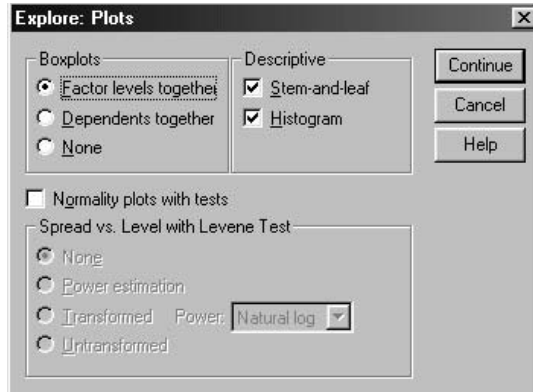 Explore: Plots
Boxplots
Factor levels together
Dependents together
None
Descriptive
Stem-and-leaf
Histogram
Continue
Cancel
Help
Normality plots with tests
Spread vs. Level with Levene Test
None
Power estimation
Transformed Power: Natural log
Untransformed